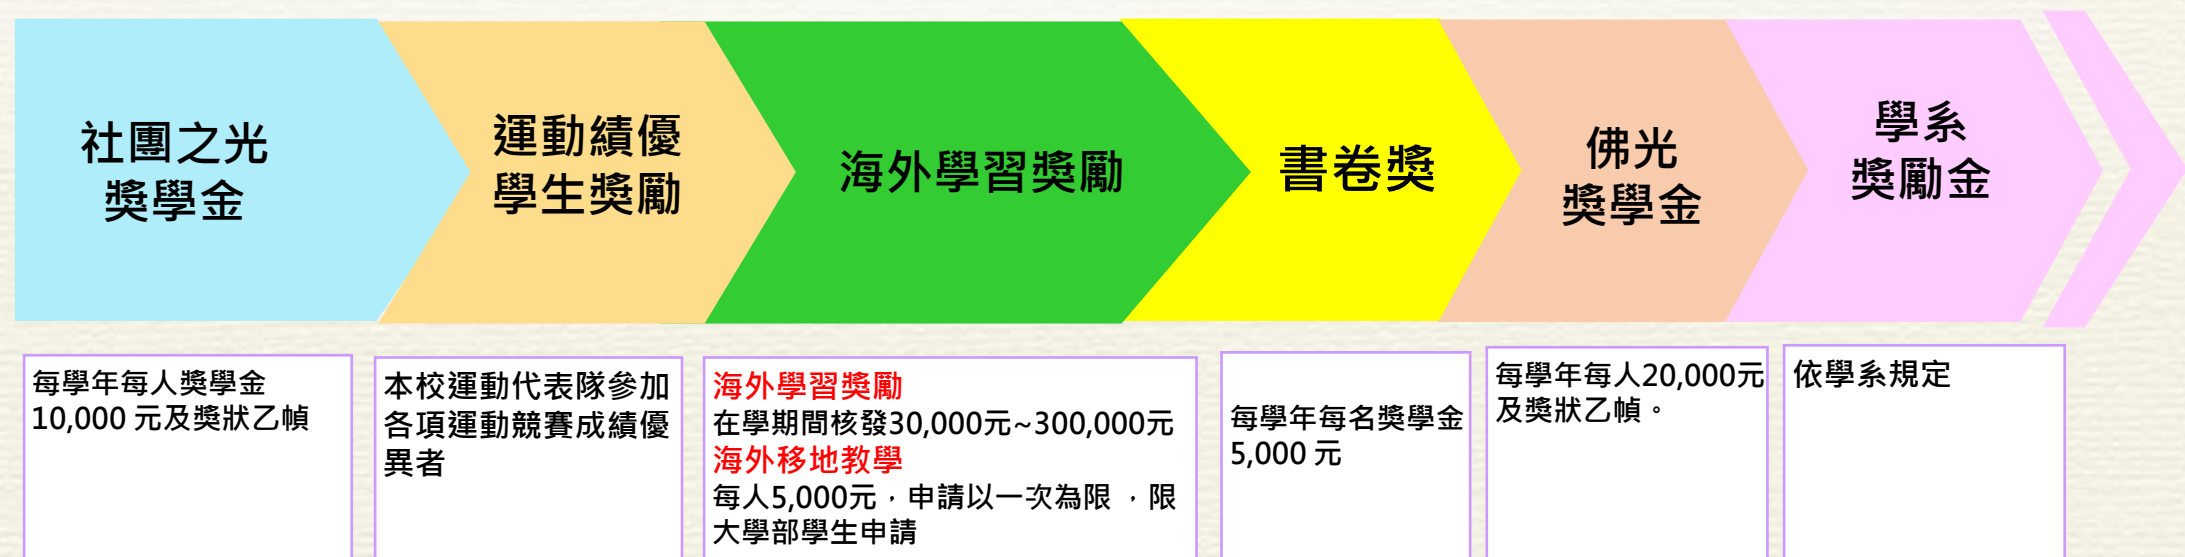 社團之光
獎學金
運動績優
學生獎勵
海外學習獎勵
書卷獎
佛光
獎學金
學系
獎勵金
每學年每人獎學金
10,000 元及獎狀乙幀
本校運動代表隊參加
各項運動競賽成績優
異者
海外學習獎勵
在學期間核發30,000元~300,000元
海外移地教學
每人5,000元，申請以一次為限 ，限
大學部學生申請
每學年每名獎學金
5,000 元
每學年每人20,000元
及獎狀乙幀。
依學系規定